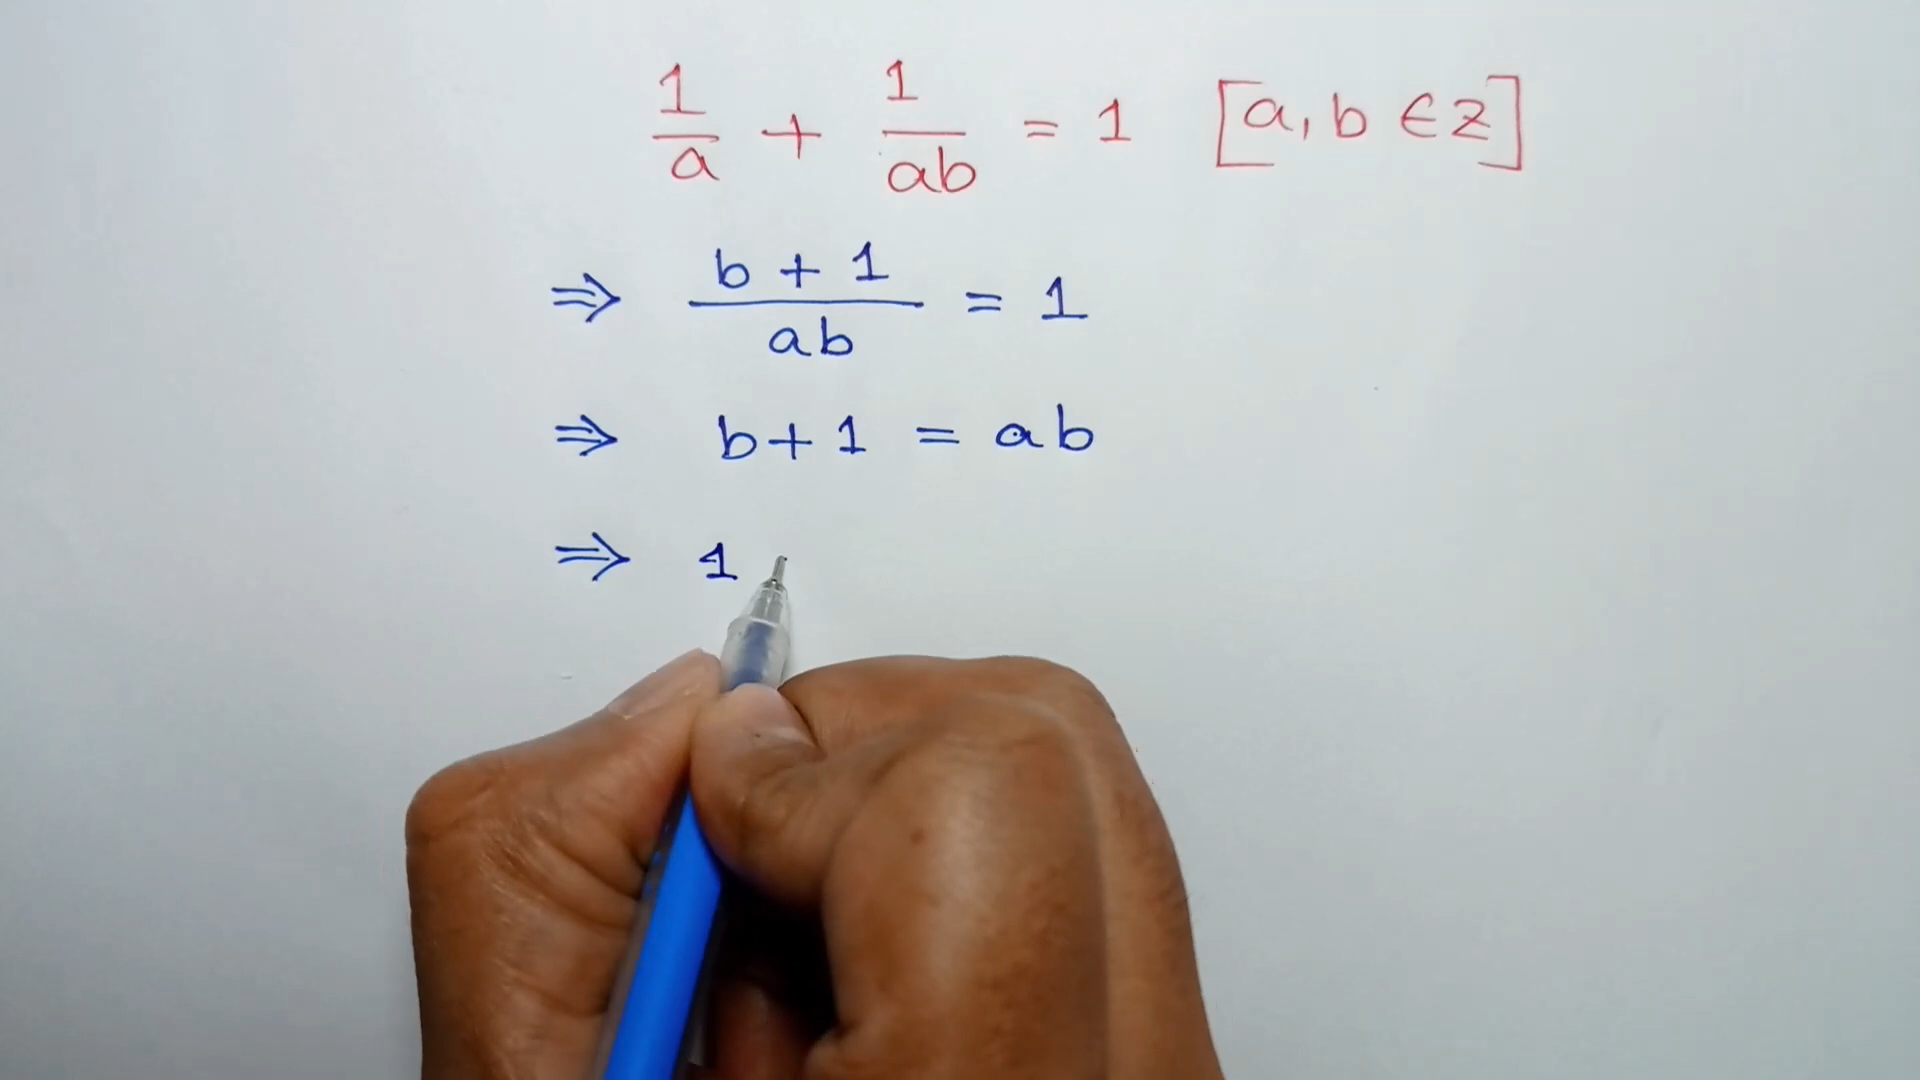 1/a + 1/ab = 1 [a, b ∈ z]
⇒ (b + 1)/ab = 1
⇒ b + 1 = ab
⇒ 1